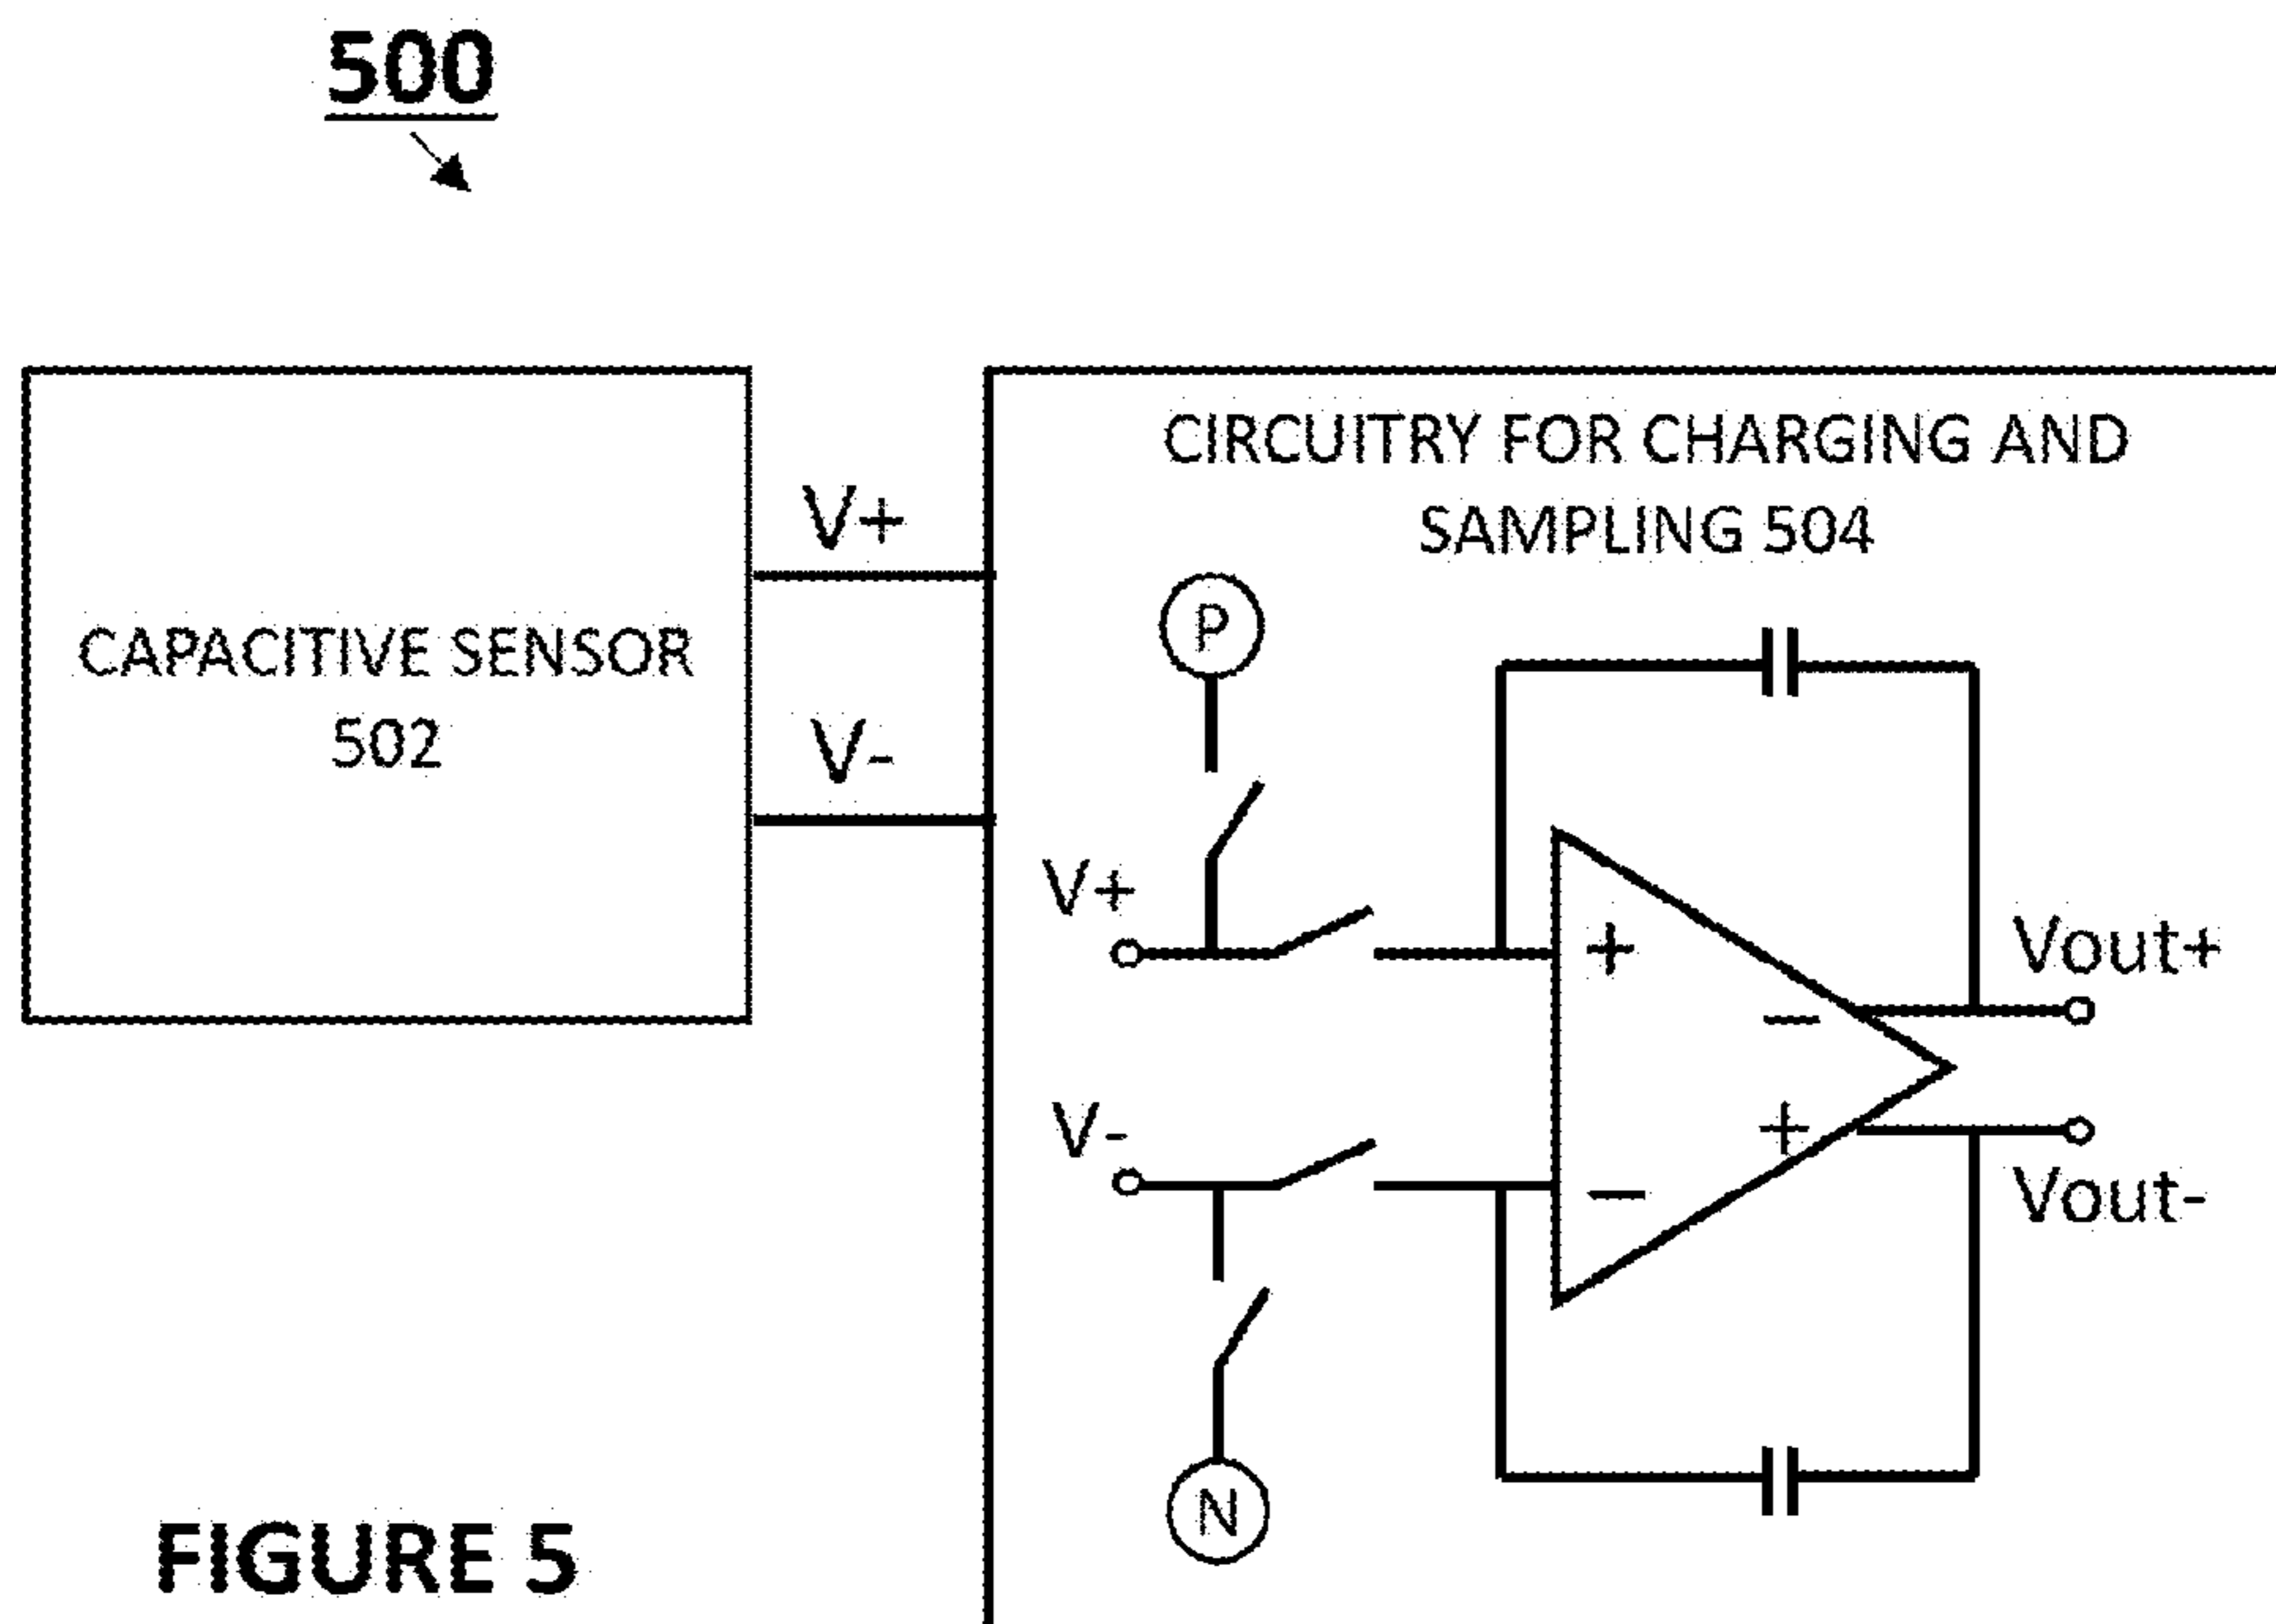 500
CIRCUITRY FOR CHARGING AND
SAMPLING 504
V+
CAPACITIVE SENSOR
502
V-
P
V+
+
Vout+
−
V-
+
−
Vout-
N
FIGURE 5